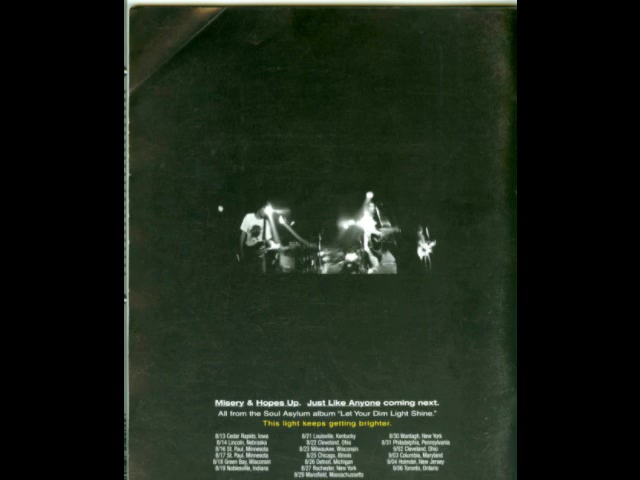 Misery & Hopes Up. Just Like Anyone coming next.
All from the Soul Asylum album "Let Your Dim Light Shine."
This light keeps getting brighter.
8/13 Cedar Rapids, Iowa 8/21 Louisville, Kentucky 8/30 Wantagh, New York
8/14 Lincoln, Nebraska 8/22 Cleveland, Ohio 8/31 Philadelphia, Pennsylvania
8/16 St. Paul, Minnesota 8/23 Milwaukee, Wisconsin 9/02 Cleveland, Ohio
8/17 St. Paul, Minnesota 8/25 Chicago, Illinois 9/03 Columbia, Maryland
8/18 Green Bay, Wisconsin 8/26 Detroit, Michigan 9/04 Holmdel, New Jersey
8/19 Noblesville, Indiana 8/27 Rochester, New York 9/06 Toronto, Ontario
8/29 Mansfield, Massachusetts